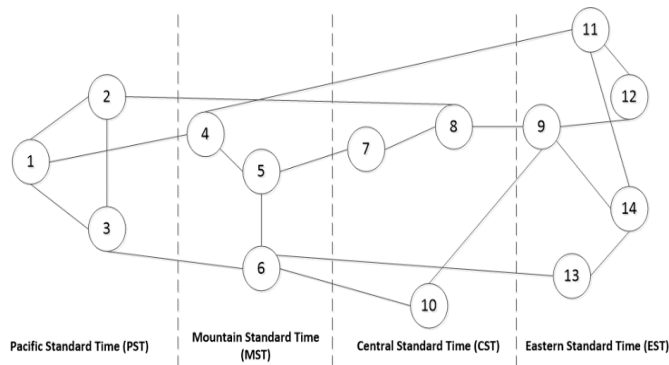 11
2
12
4
8
9
1
7
5
14
3
6
13
10
Pacific Standard Time (PST)
Mountain Standard Time
(MST)
Central Standard Time (CST)
Eastern Standard Time (EST)